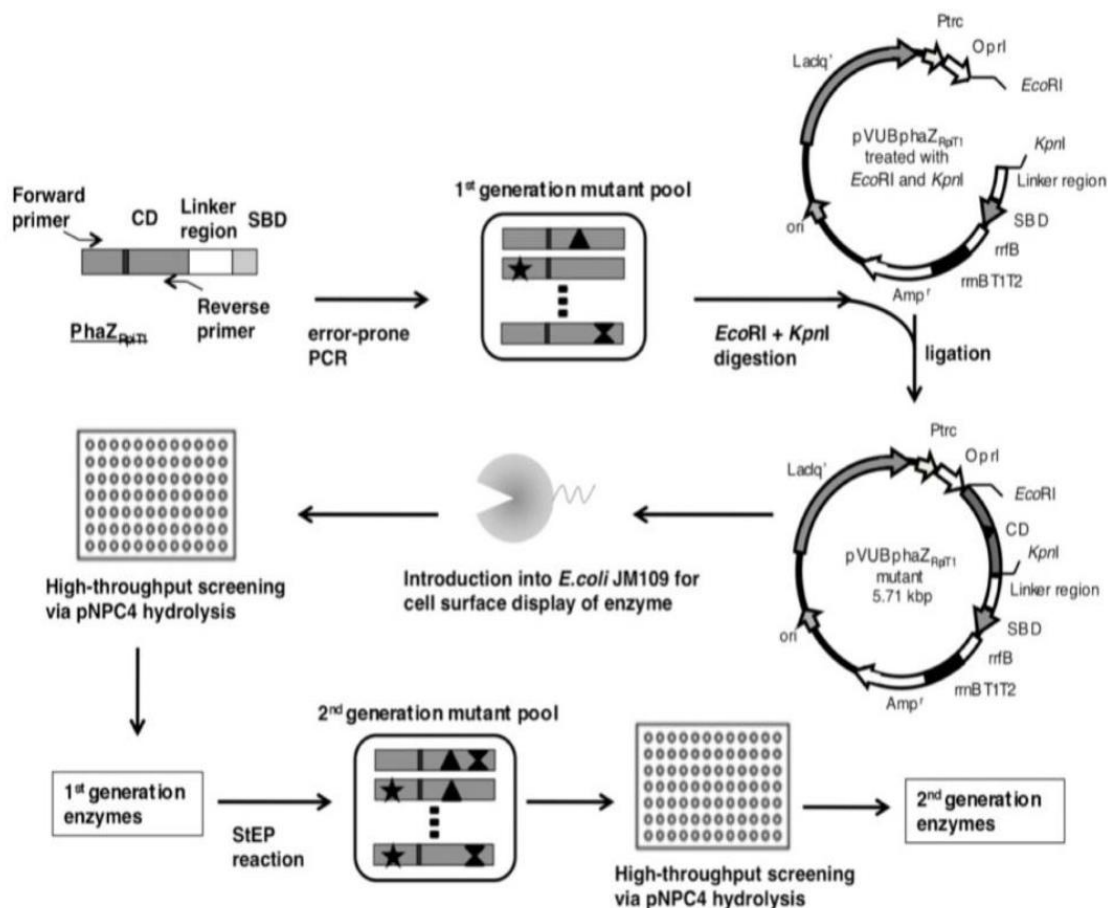 Forward
primer
CD
Linker
region
SBD
Reverse
primer
PhaZRpiT1
error-prone
PCR
1st generation mutant pool
EcoRI + KpnI
digestion
Ptrc
OprI
LacIq'
EcoRI
KpnI
pVUBphaZRpiT1
treated with
EcoRI and KpnI
Linker region
SBD
rrfB
rrnBT1T2
Ampr
ori
ligation
Ptrc
OprI
LacIq'
EcoRI
CD
KpnI
pVUBphaZRpiT1
mutant
5.71 kbp
Linker region
SBD
rrfB
rrnBT1T2
Ampr
ori
Introduction into E.coli JM109 for
cell surface display of enzyme
High-throughput screening
via pNPC4 hydrolysis
1st generation
enzymes
StEP
reaction
2nd generation mutant pool
High-throughput screening
via pNPC4 hydrolysis
2nd generation
enzymes